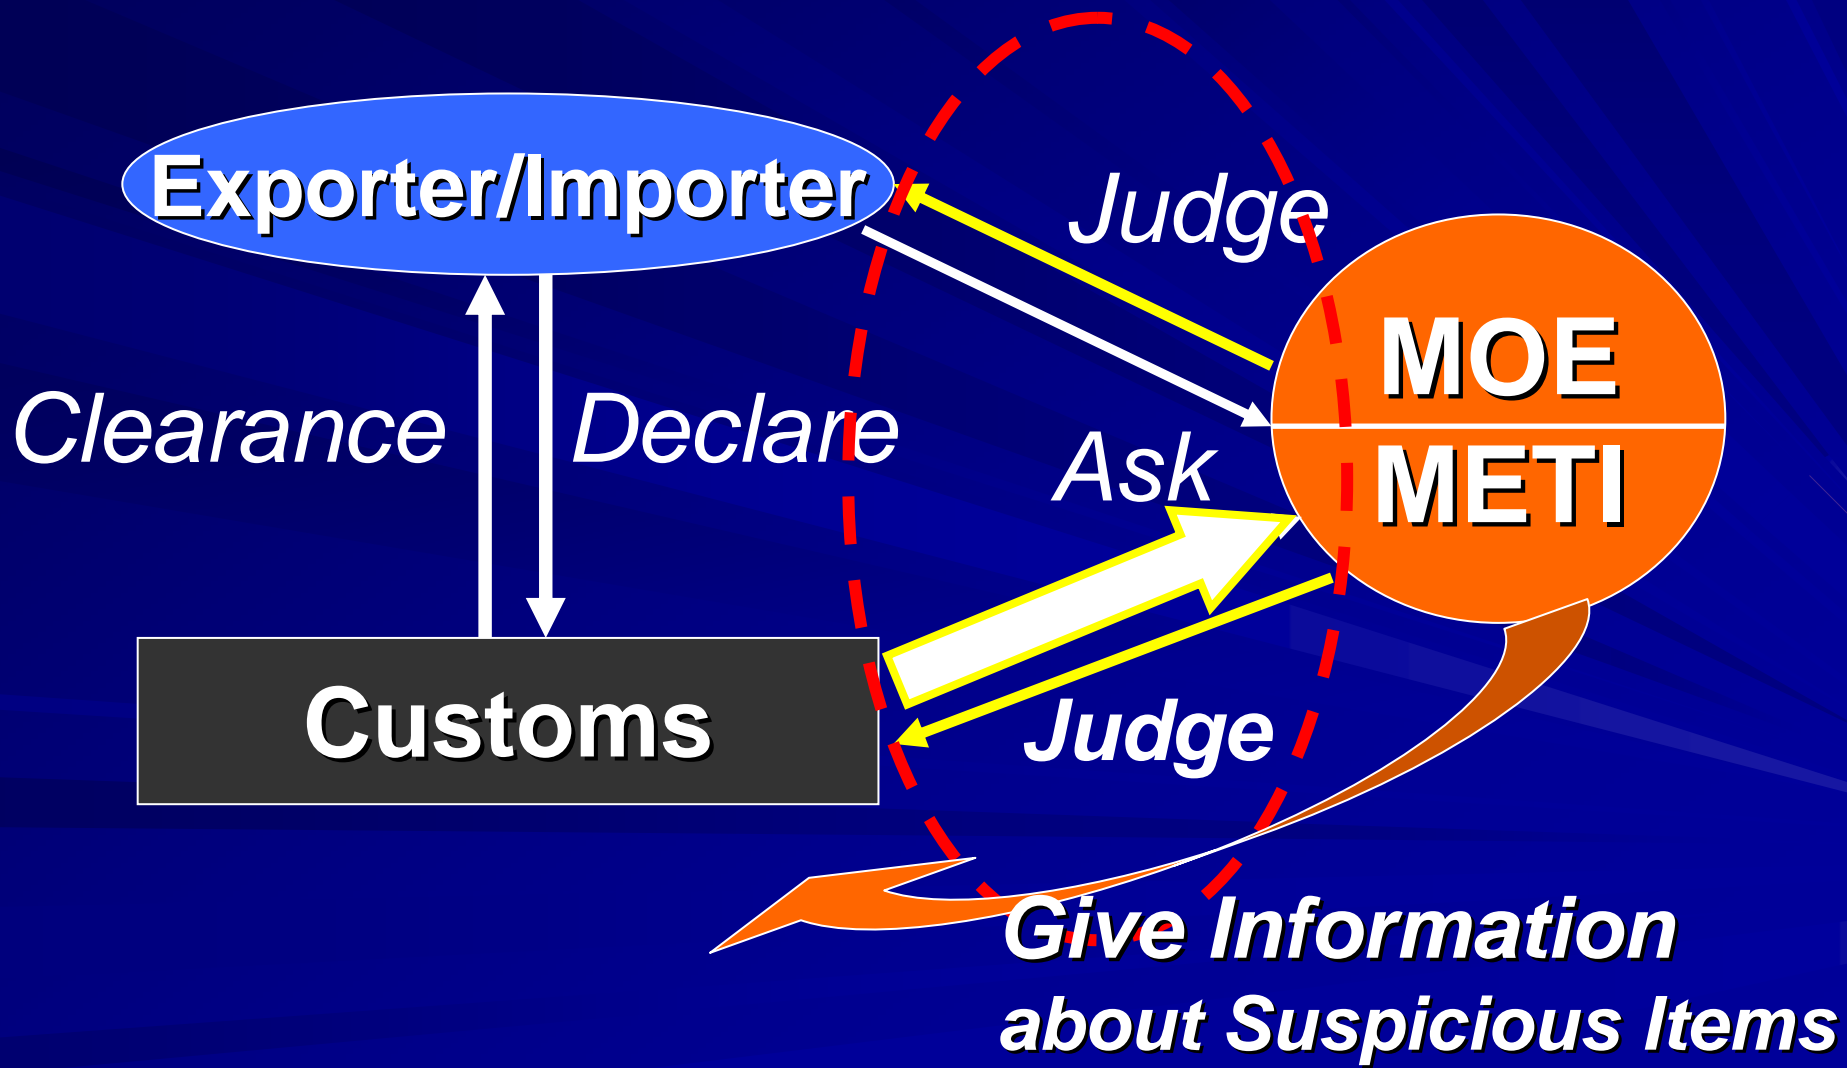 Exporter/Importer
Judge
MOE
METI
Clearance
Declare
Ask
Customs
Judge
Give Information
about Suspicious Items